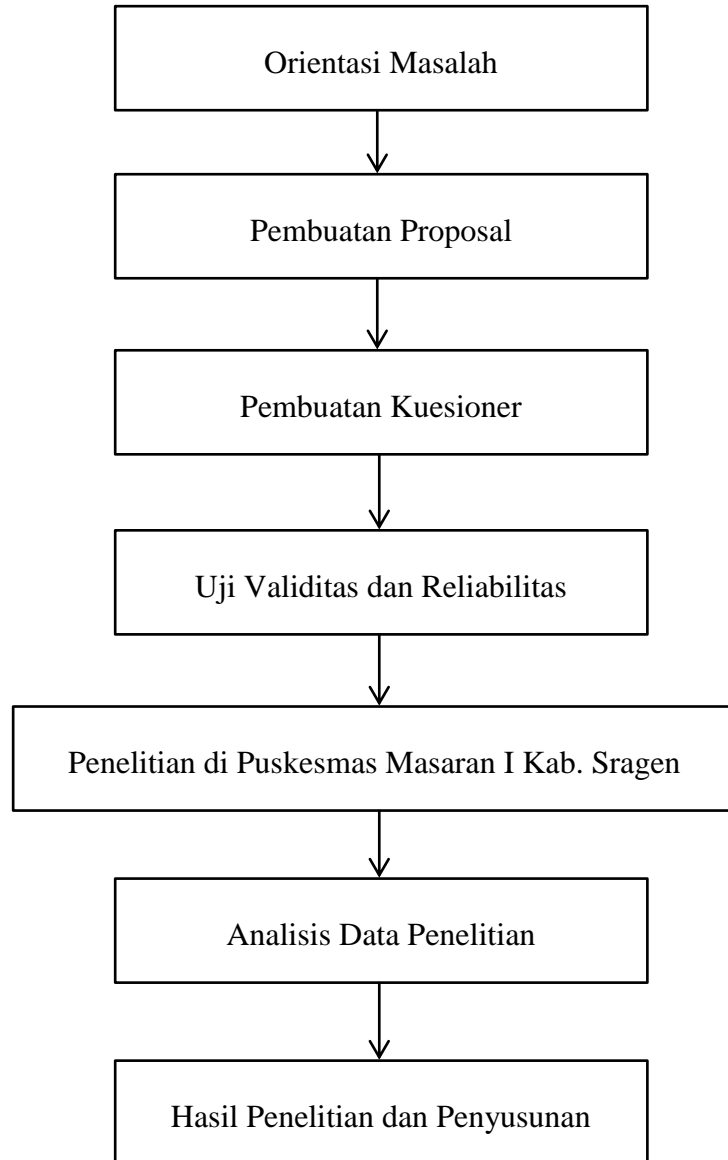 Orientasi Masalah
Pembuatan Proposal
Pembuatan Kuesioner
Uji Validitas dan Reliabilitas
Penelitian di Puskesmas Masaran I Kab. Sragen
Analisis Data Penelitian
Hasil Penelitian dan Penyusunan